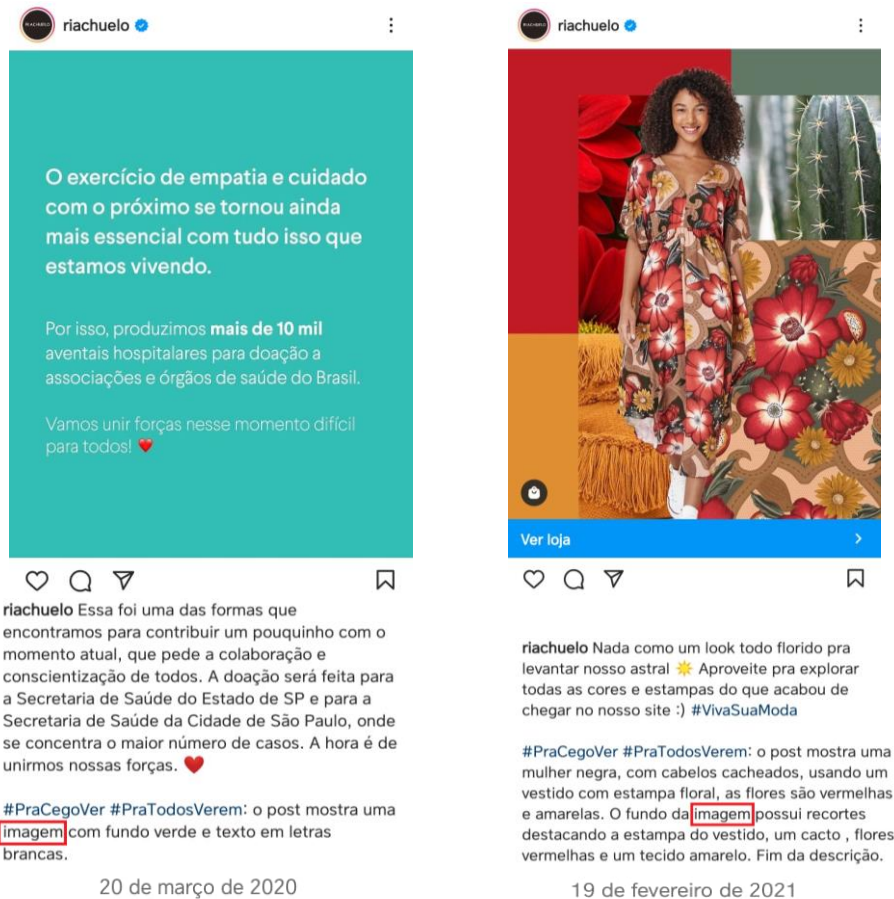 riachuelo
O exercício de empatia e cuidado
com o próximo se tornou ainda
mais essencial com tudo isso que
estamos vivendo.
Por isso, produzimos mais de 10 mil
aventais hospitalares para doação a
associações e órgãos de saúde do Brasil.
Vamos unir forças nesse momento difícil
para todos! ❤️
riachuelo Essa foi uma das formas que
encontramos para contribuir um pouquinho com o
momento atual, que pede a colaboração e
conscientização de todos. A doação será feita para
a Secretaria de Saúde do Estado de SP e para a
Secretaria de Saúde da Cidade de São Paulo, onde
se concentra o maior número de casos. A hora é de
unirmos nossas forças. ❤️
#PraCegoVer #PraTodosVerem: o post mostra uma
imagem com fundo verde e texto em letras
brancas.
20 de março de 2020
riachuelo
Ver loja
riachuelo Nada como um look todo florido pra
levantar nosso astral ☀️ Aproveite pra explorar
todas as cores e estampas do que acabou de
chegar no nosso site :) #VivaSuaModa
#PraCegoVer #PraTodosVerem: o post mostra uma
mulher negra, com cabelos cacheados, usando um
vestido com estampa floral, as flores são vermelhas
e amarelas. O fundo da imagem possui recortes
destacando a estampa do vestido, um cacto , flores
vermelhas e um tecido amarelo. Fim da descrição.
19 de fevereiro de 2021